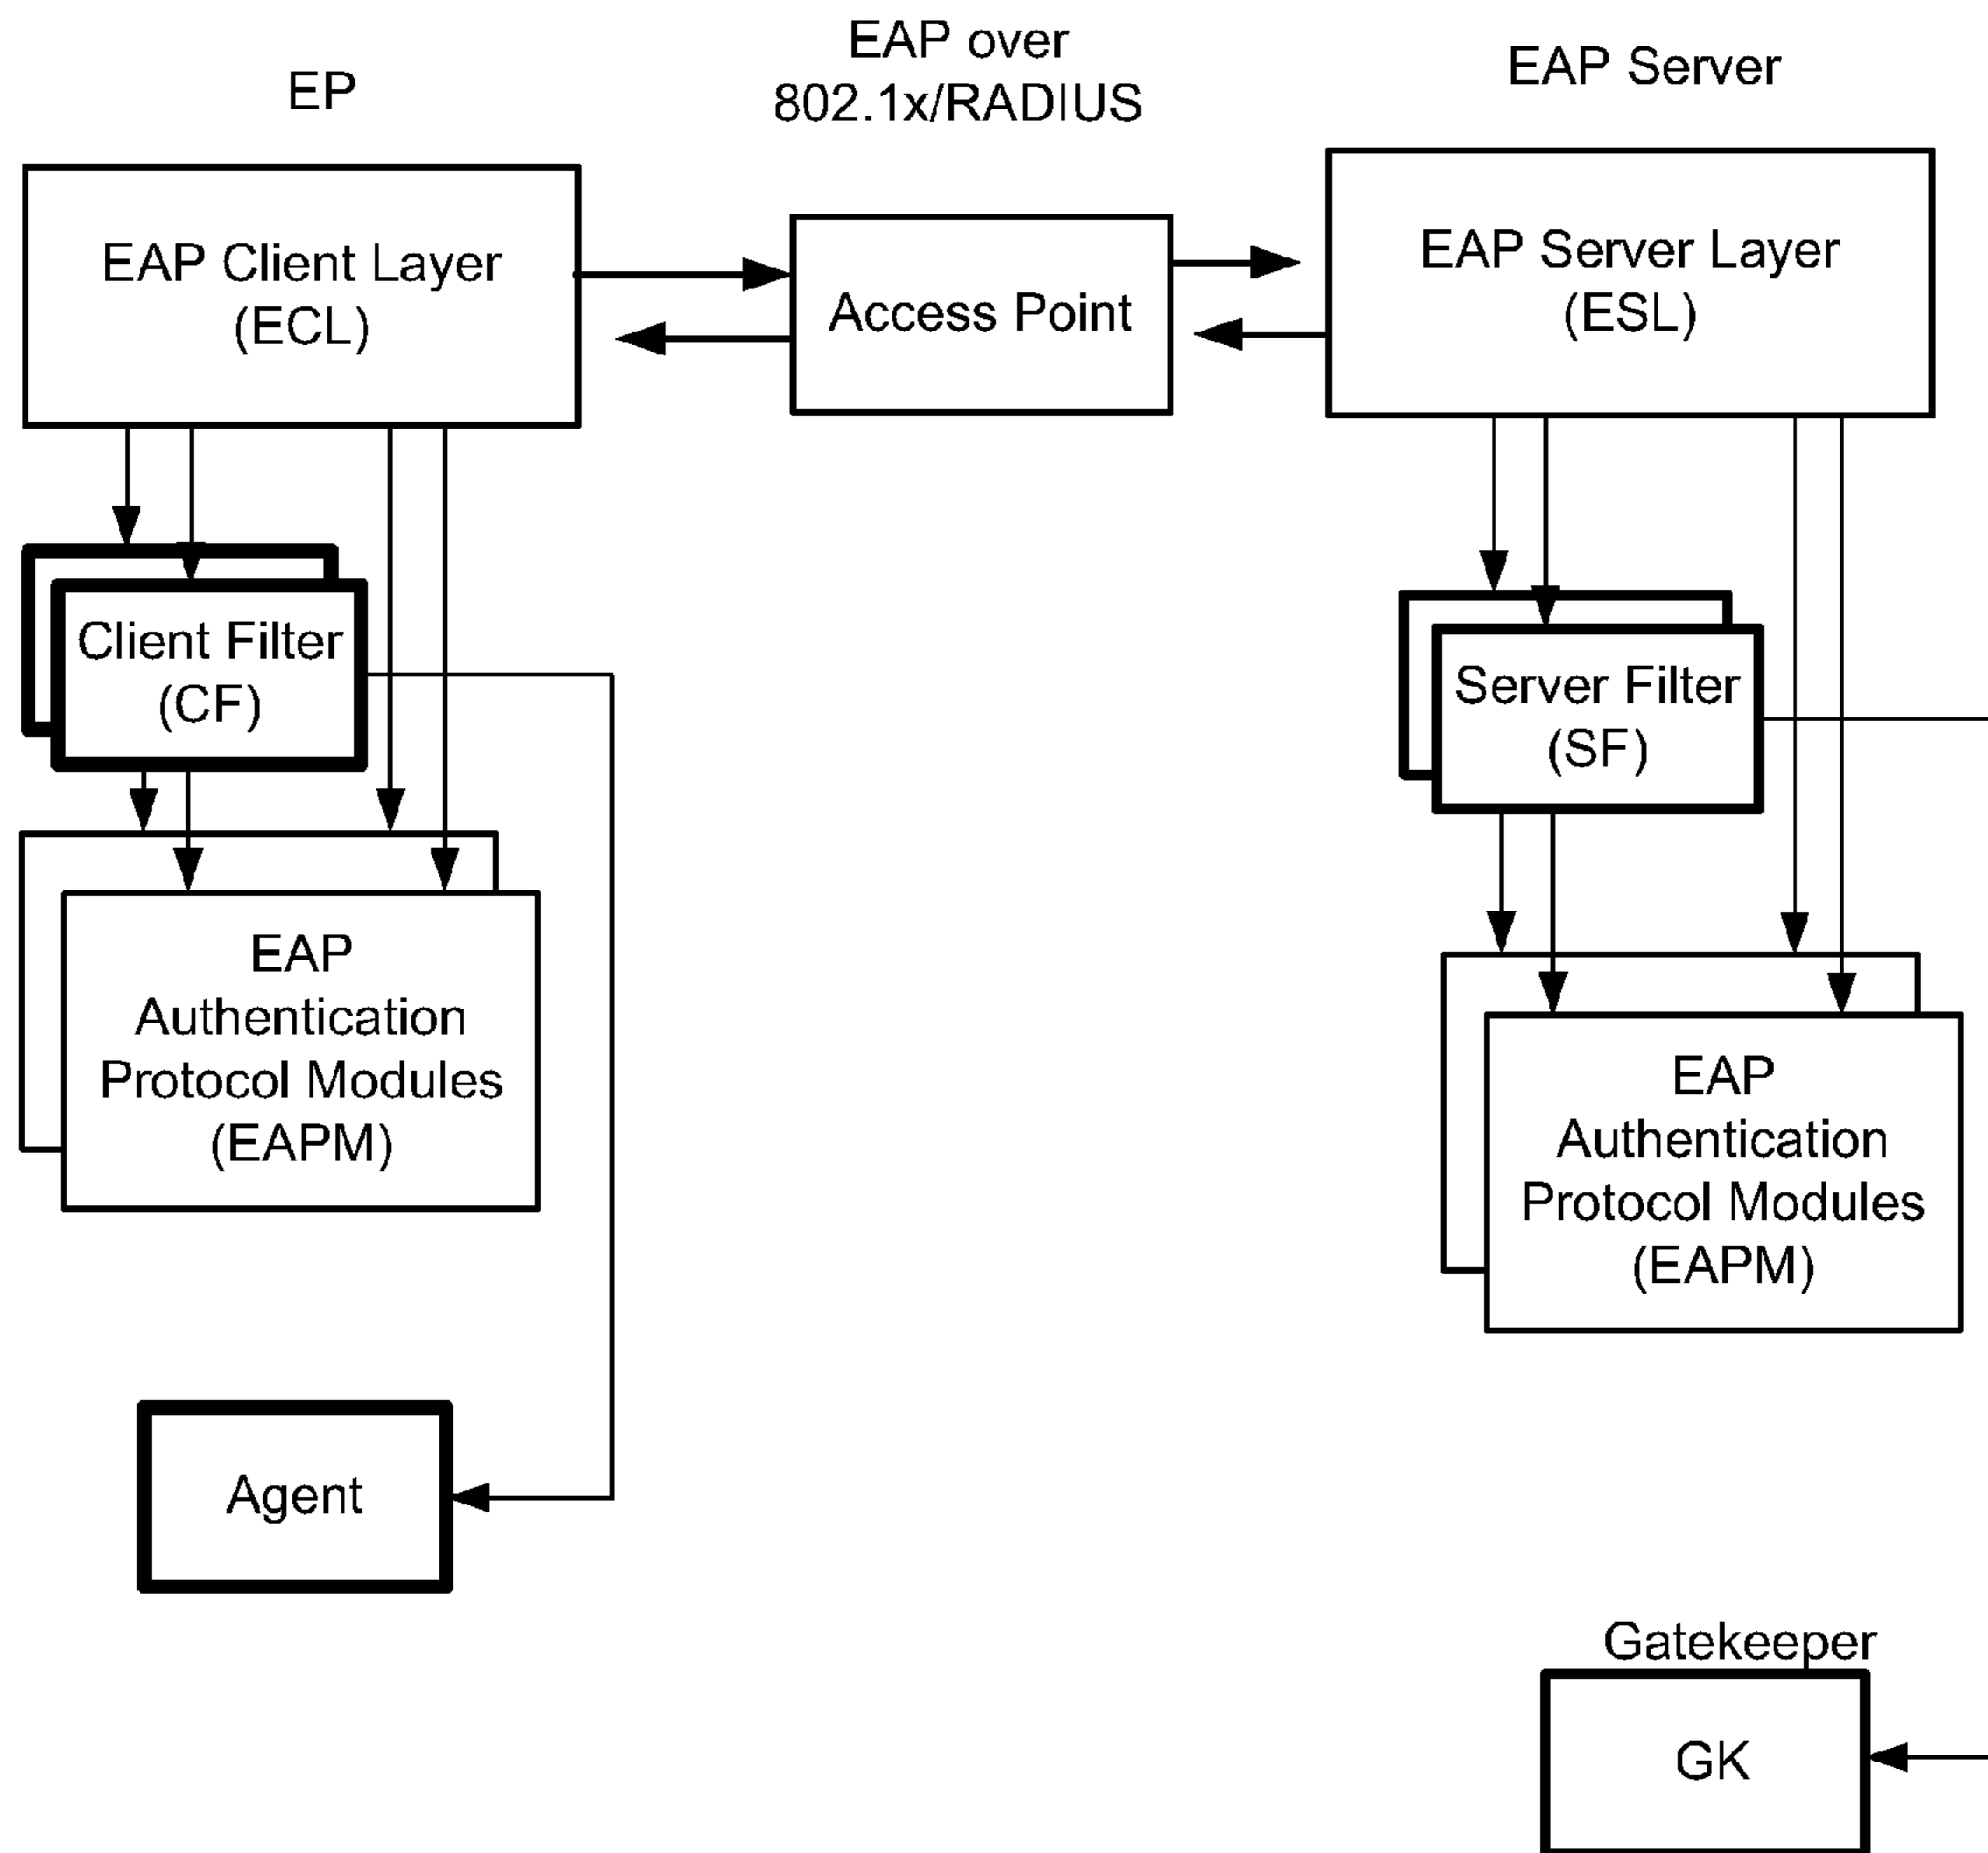 EP
EAP over
802.1x/RADIUS
EAP Server
EAP Client Layer
(ECL)
Access Point
EAP Server Layer
(ESL)
Client Filter
(CF)
Server Filter
(SF)
EAP
Authentication
Protocol Modules
(EAPM)
EAP
Authentication
Protocol Modules
(EAPM)
Agent
Gatekeeper
GK